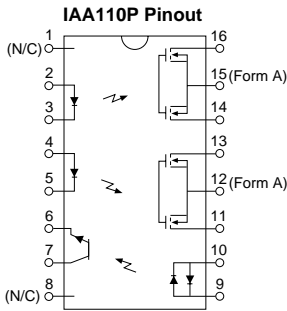 IAA110P Pinout
1 16
(N/C)
2 15 (Form A)
3 14
4 13
5 12 (Form A)
6 11
7 10
8 9
(N/C)